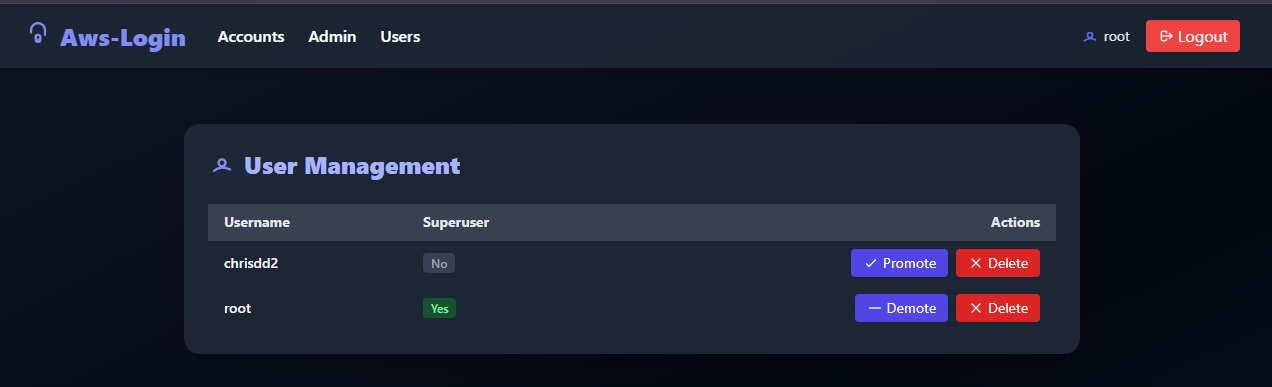 Aws-Login Accounts Admin Users root Logout
User Management
Username Superuser Actions
chrisdd2 No Promote Delete
root Yes Demote Delete